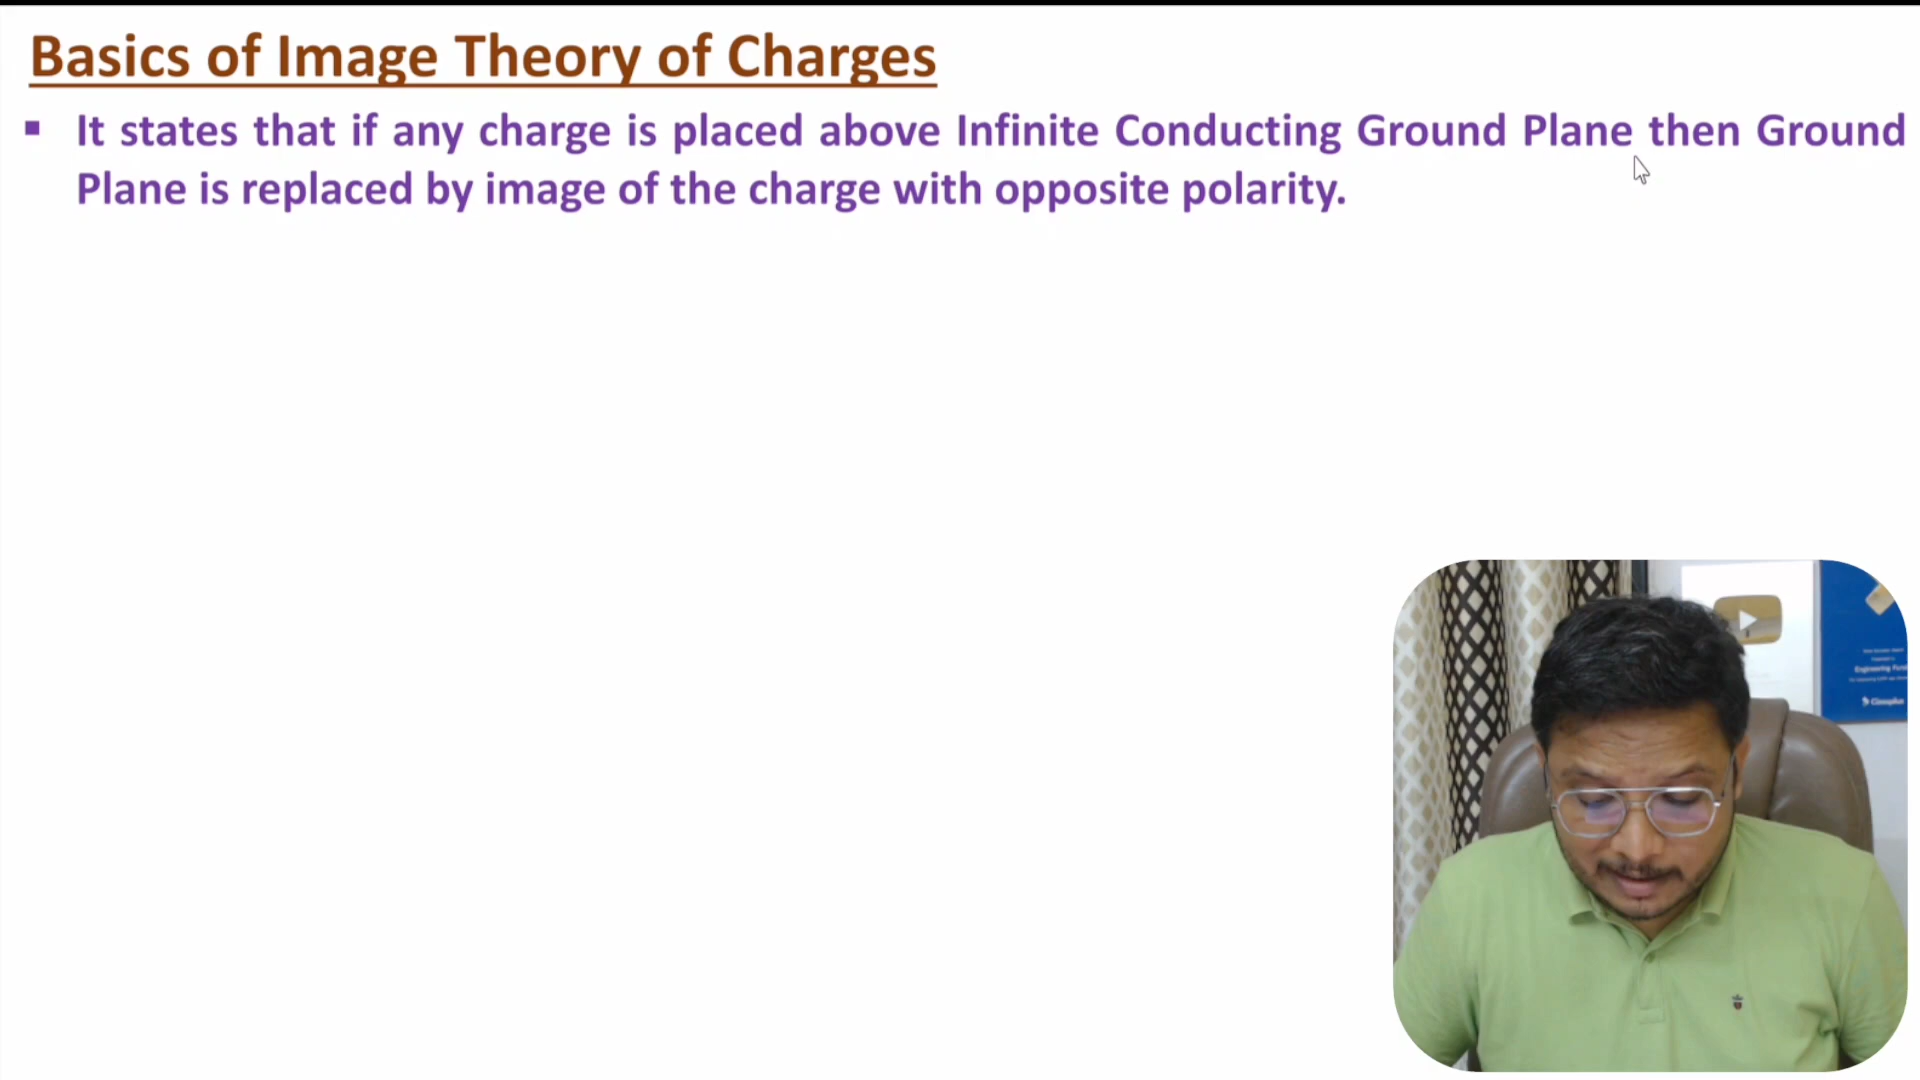 Basics of Image Theory of Charges
▪ It states that if any charge is placed above Infinite Conducting Ground Plane then Ground
Plane is replaced by image of the charge with opposite polarity.
Classplus